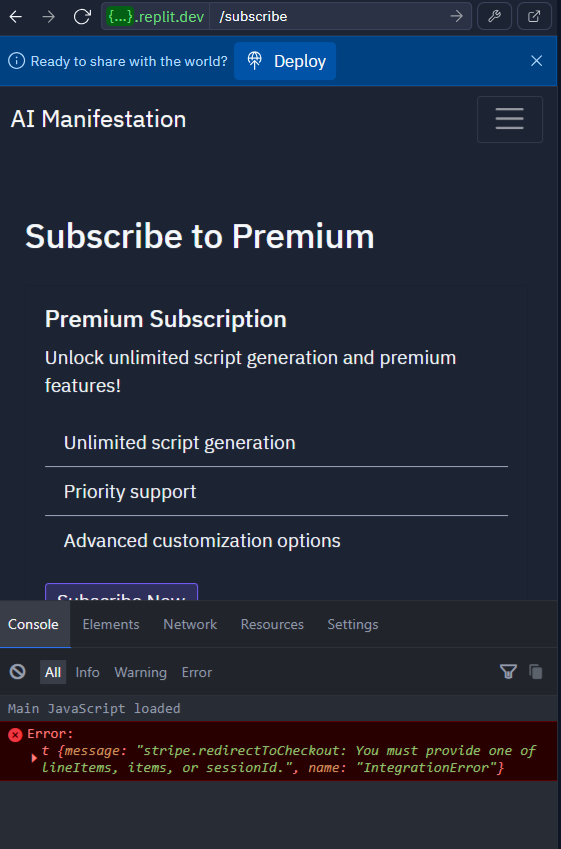 {...}.replit.dev /subscribe
Ready to share with the world? Deploy
AI Manifestation
Subscribe to Premium
Premium Subscription
Unlock unlimited script generation and premium
features!
Unlimited script generation
Priority support
Advanced customization options
Subscribe Now
Console Elements Network Resources Settings
All Info Warning Error
Main JavaScript loaded
Error:
t {message: "stripe.redirectToCheckout: You must provide one of
lineItems, items, or sessionId.", name: "IntegrationError"}